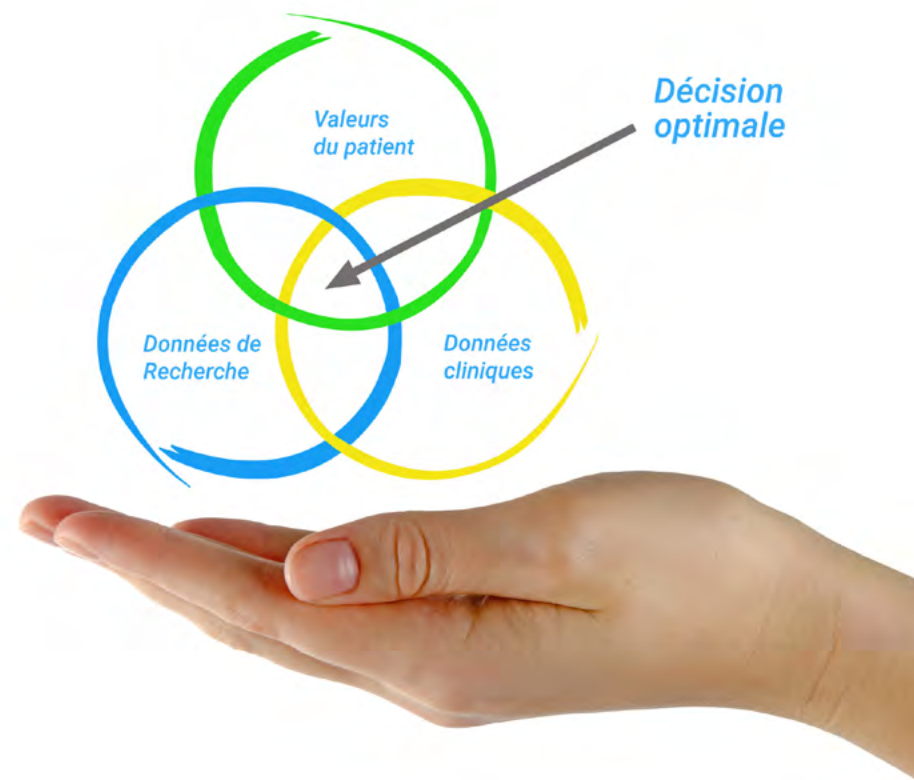 Valeurs
du patient
Décision
optimale
Données de
Recherche
Données
cliniques